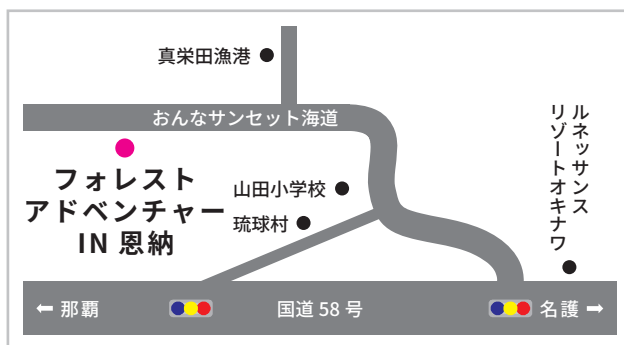 真栄田漁港
おんなサンセット海道
フォレスト
アドベンチャー
IN 恩納
山田小学校
琉球村
ルネッサンス
リゾートオキナワ
← 那覇
国道 58 号
名護 →